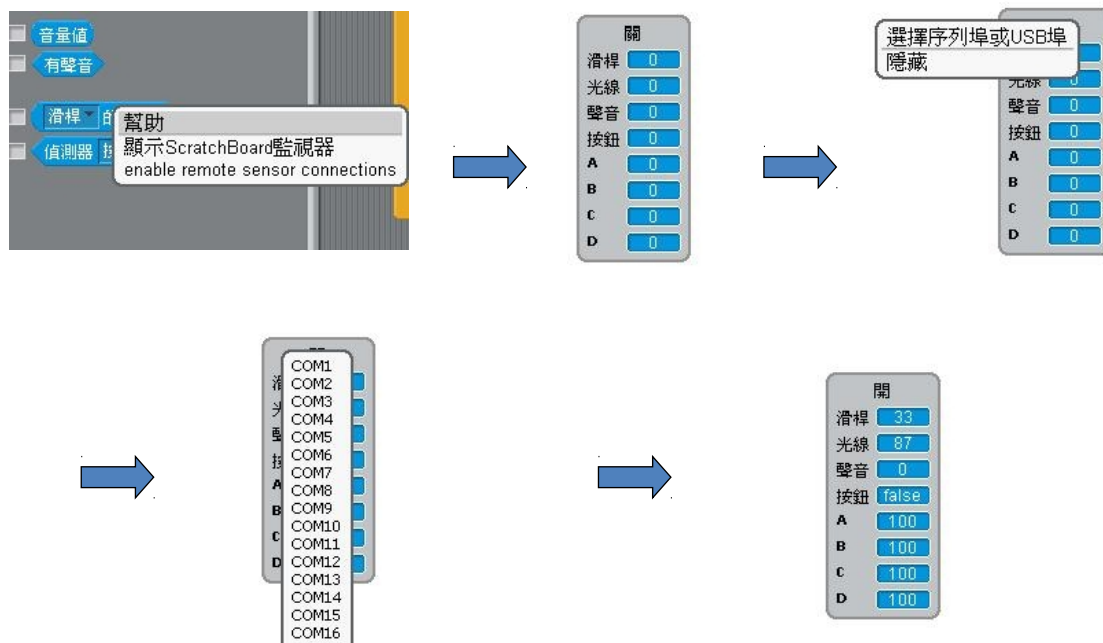 音量值
有聲音
滑桿
幫助
偵測器
顯示ScratchBoard監視器
enable remote sensor connections
關
滑桿 0
光線 0
聲音 0
按鈕 0
A 0
B 0
C 0
D 0
選擇序列埠或USB埠
隱藏
光線 0
聲音 0
按鈕 0
A 0
B 0
C 0
D 0
COM1
COM2
COM3
COM4
COM5
COM6
COM7
COM8
COM9
COM10
COM11
COM12
COM13
COM14
COM15
COM16
A
B
C
D
開
滑桿 33
光線 87
聲音 0
按鈕 false
A 100
B 100
C 100
D 100